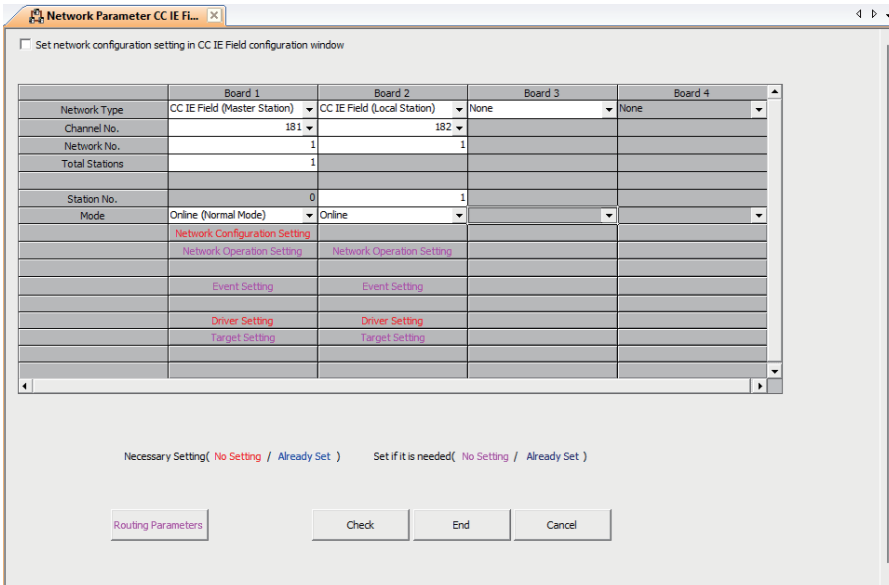 Network Parameter CC IE Fi...
Set network configuration setting in CC IE Field configuration window
Board 1 Board 2 Board 3 Board 4
Network Type CC IE Field (Master Station) CC IE Field (Local Station) None None
Channel No. 181 182
Network No. 1 1
Total Stations 1
Station No. 0 1
Mode Online (Normal Mode) Online
Network Configuration Setting
Network Operation Setting Network Operation Setting
Event Setting Event Setting
Driver Setting Driver Setting
Target Setting Target Setting
Necessary Setting( No Setting / Already Set ) Set if it is needed( No Setting / Already Set )
Routing Parameters Check End Cancel